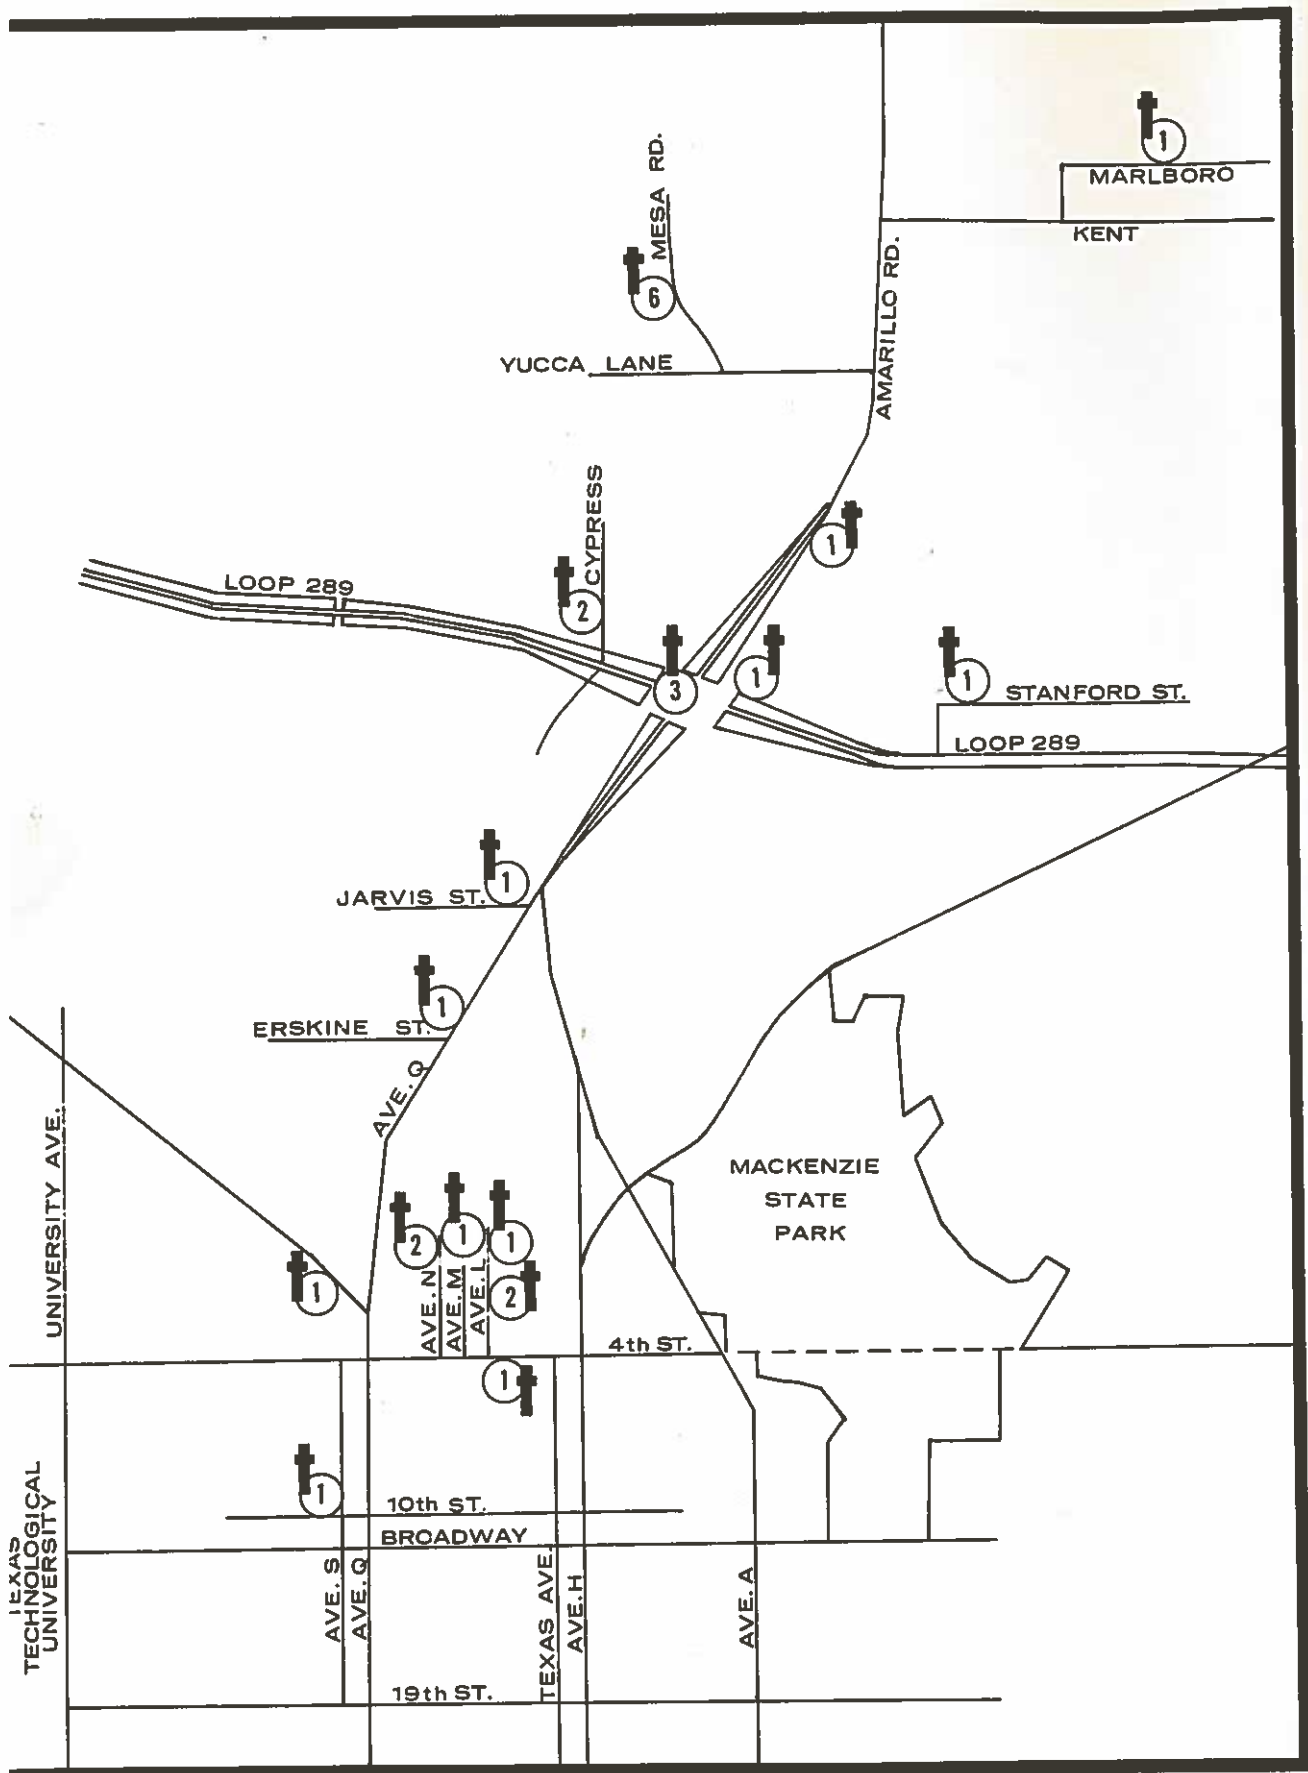 1
MARLBORO
KENT
MESA RD.
6
AMARILLO RD.
YUCCA LANE
CYPRESS
1
LOOP 289
2
3
1
1
STANFORD ST.
LOOP 289
1
JARVIS ST.
1
ERSKINE ST.
AVE. Q
UNIVERSITY AVE.
MACKENZIE
STATE
PARK
2
1
1
1
2
AVE. N
AVE. M
AVE. L
4th ST.
1
1
10th ST.
BROADWAY
TEXAS
TECHNOLOGICAL
UNIVERSITY
AVE. S
AVE. Q
TEXAS AVE.
AVE. H
AVE. A
19th ST.